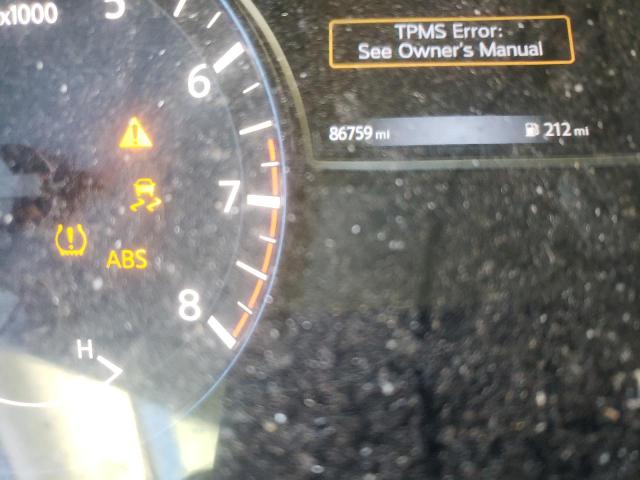 x1000
5
TPMS Error:
See Owner's Manual
6
86759 mi
212 mi
7
ABS
8
H